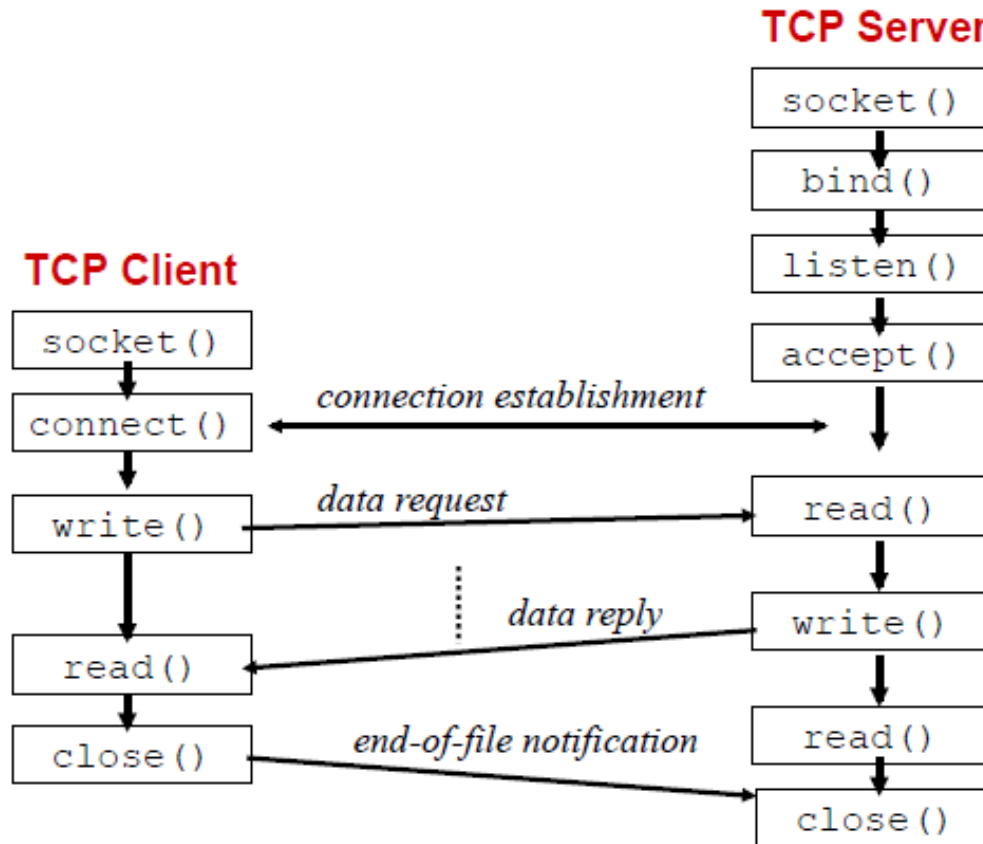 TCP Server
socket()
bind()
listen()
TCP Client
socket()
accept()
connection establishment
connect()
data request
write()
read()
data reply
write()
read()
end-of-file notification
read()
close()
close()